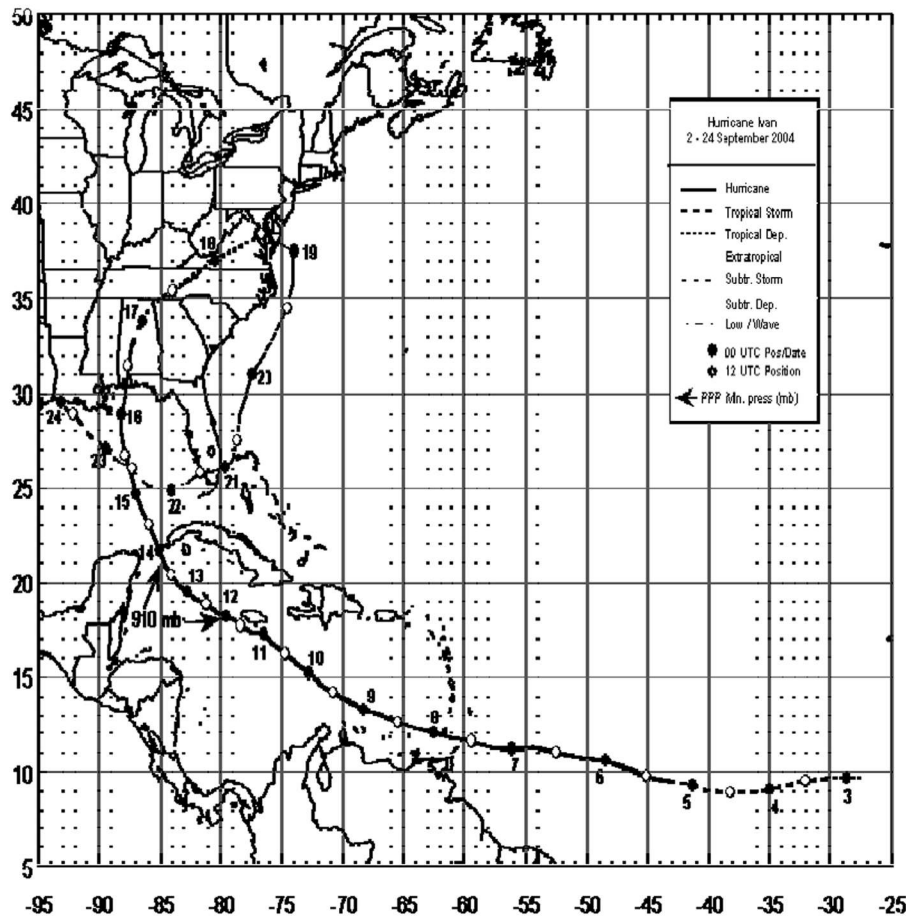 50
45
40
35
30
25
20
15
10
5
-95 -90 -85 -80 -75 -70 -65 -60 -55 -50 -45 -40 -35 -30 -25
Hurricane Ivan
2 - 24 September 2004
Hurricane
Tropical Storm
Tropical Dep.
Extratropical
Subtr. Storm
Subtr. Dep.
Low / Wave
00 UTC Pos/Date
12 UTC Position
PPP Mn. press (mb)
18
19
17
20
24
16
23
21
22
15
14
13
12
910 mb
11
10
9
8
7
6
5
4
3